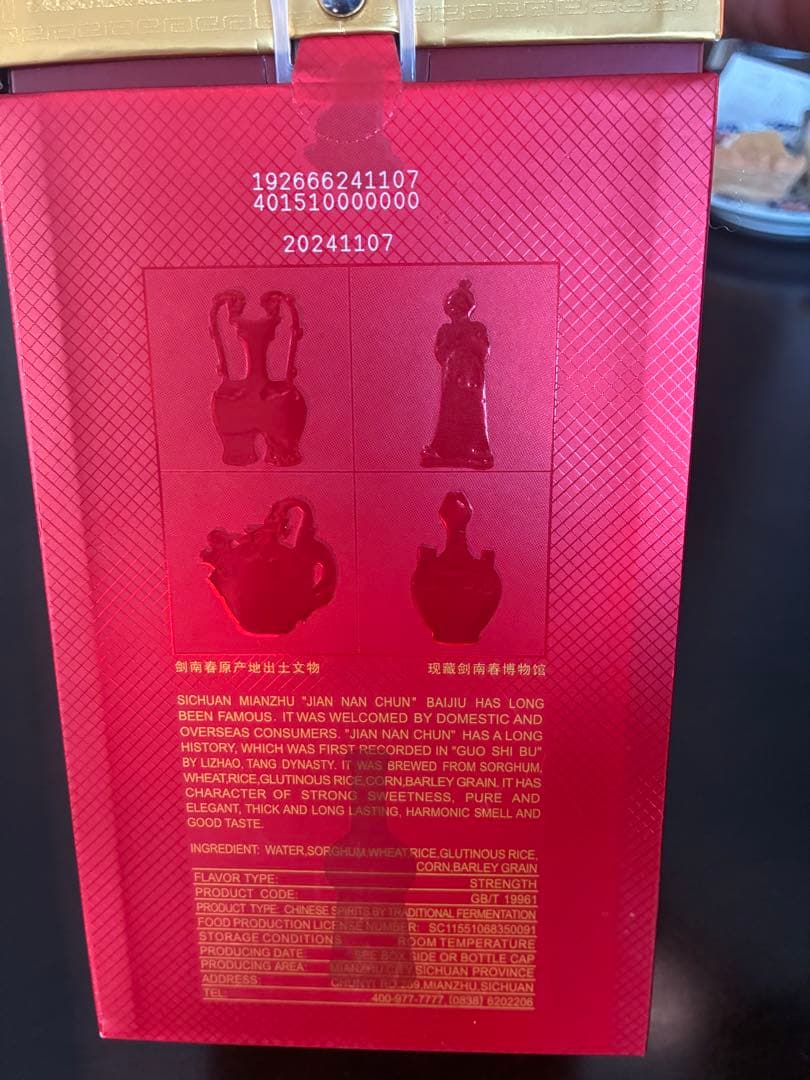 192666241107
401510000000
20241107
剑南春原产地出土文物 现藏剑南春博物馆
SICHUAN MIANZHU "JIAN NAN CHUN" BAIJIU HAS LONG
BEEN FAMOUS. IT WAS WELCOMED BY DOMESTIC AND
OVERSEAS CONSUMERS. "JIAN NAN CHUN" HAS A LONG
HISTORY, WHICH WAS FIRST RECORDED IN "GUO SHI BU"
BY LIZHAO, TANG DYNASTY. IT WAS BREWED FROM SORGHUM,
WHEAT,RICE,GLUTINOUS RICE,CORN,BARLEY GRAIN. IT HAS
CHARACTER OF STRONG SWEETNESS, PURE AND
ELEGANT, THICK AND LONG LASTING, HARMONIC SMELL AND
GOOD TASTE.
INGREDIENT: WATER,SORGHUM,WHEAT,RICE,GLUTINOUS RICE,
CORN,BARLEY GRAIN
FLAVOR TYPE: STRENGTH
PRODUCT CODE: GB/T 19961
PRODUCT TYPE: CHINESE SPIRITS BY TRADITIONAL FERMENTATION
FOOD PRODUCTION LICENSE NUMBER: SC11551068350091
STORAGE CONDITIONS ROOM TEMPERATURE
PRODUCING DATE: SEE BOX SIDE OR BOTTLE CAP
PRODUCING AREA: MIANZHU CITY SICHUAN PROVINCE
ADDRESS: MIANZHU,SICHUAN
TEL: 400-977-7777 (0838) 6202206